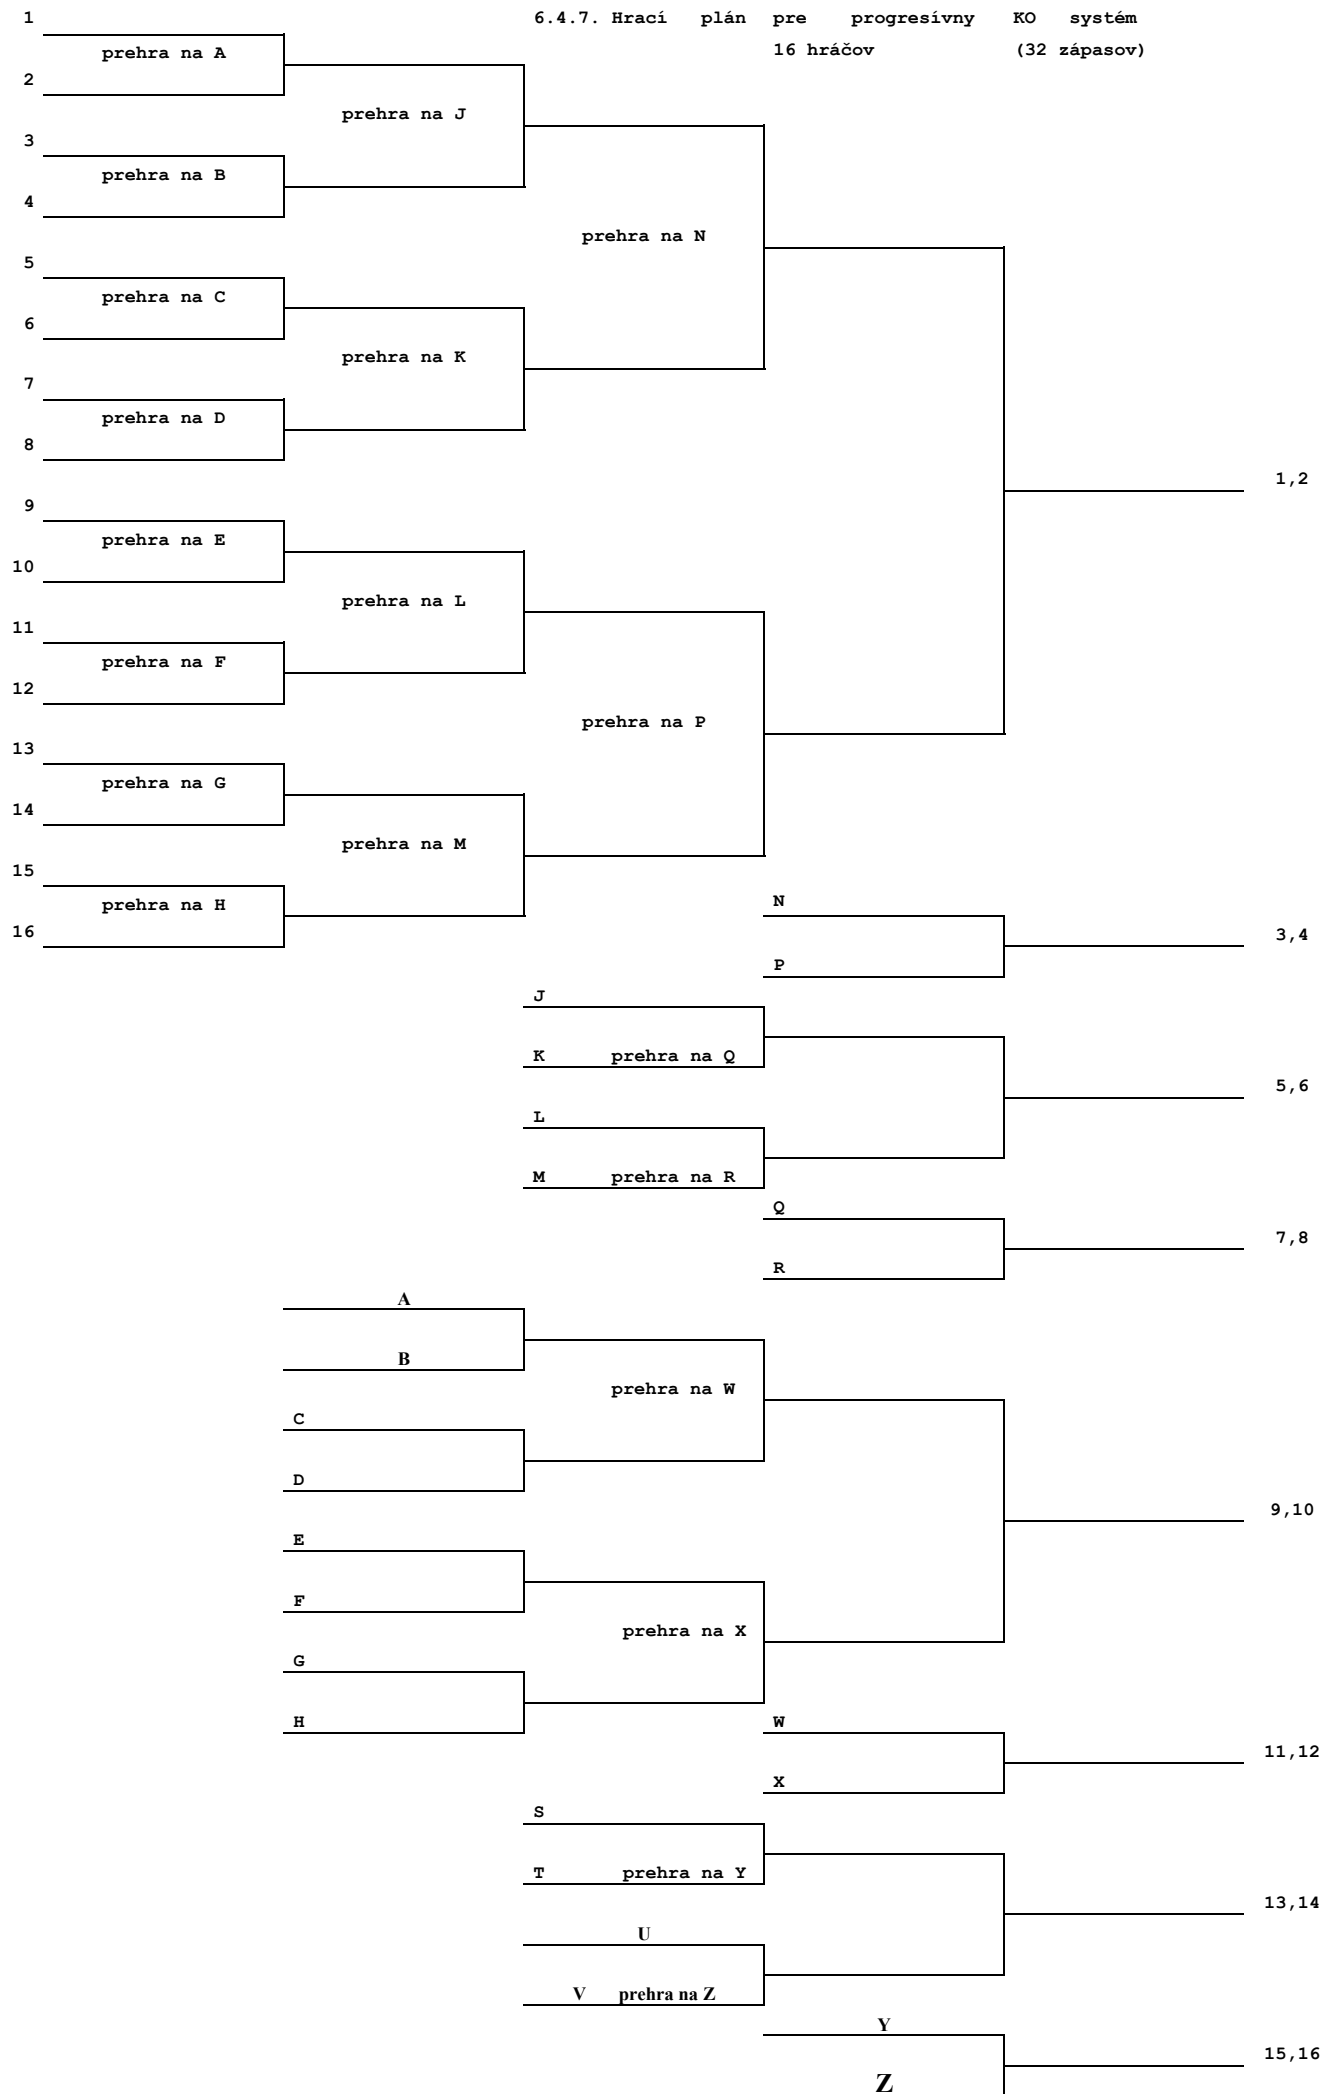 1
6.4.7. Hrací plán pre progresívny KO systém
16 hráčov (32 zápasov)
prehra na A
2
prehra na J
3
prehra na B
4
prehra na N
5
prehra na C
6
prehra na K
7
prehra na D
8
1,2
9
prehra na E
10
prehra na L
11
prehra na F
12
prehra na P
13
prehra na G
14
prehra na M
15
prehra na H
N
16
3,4
P
J
K prehra na Q
5,6
L
M prehra na R
Q
7,8
R
A
B
prehra na W
C
D
9,10
E
F
prehra na X
G
H
W
11,12
X
S
T prehra na Y
13,14
U
V prehra na Z
Y
15,16
Z